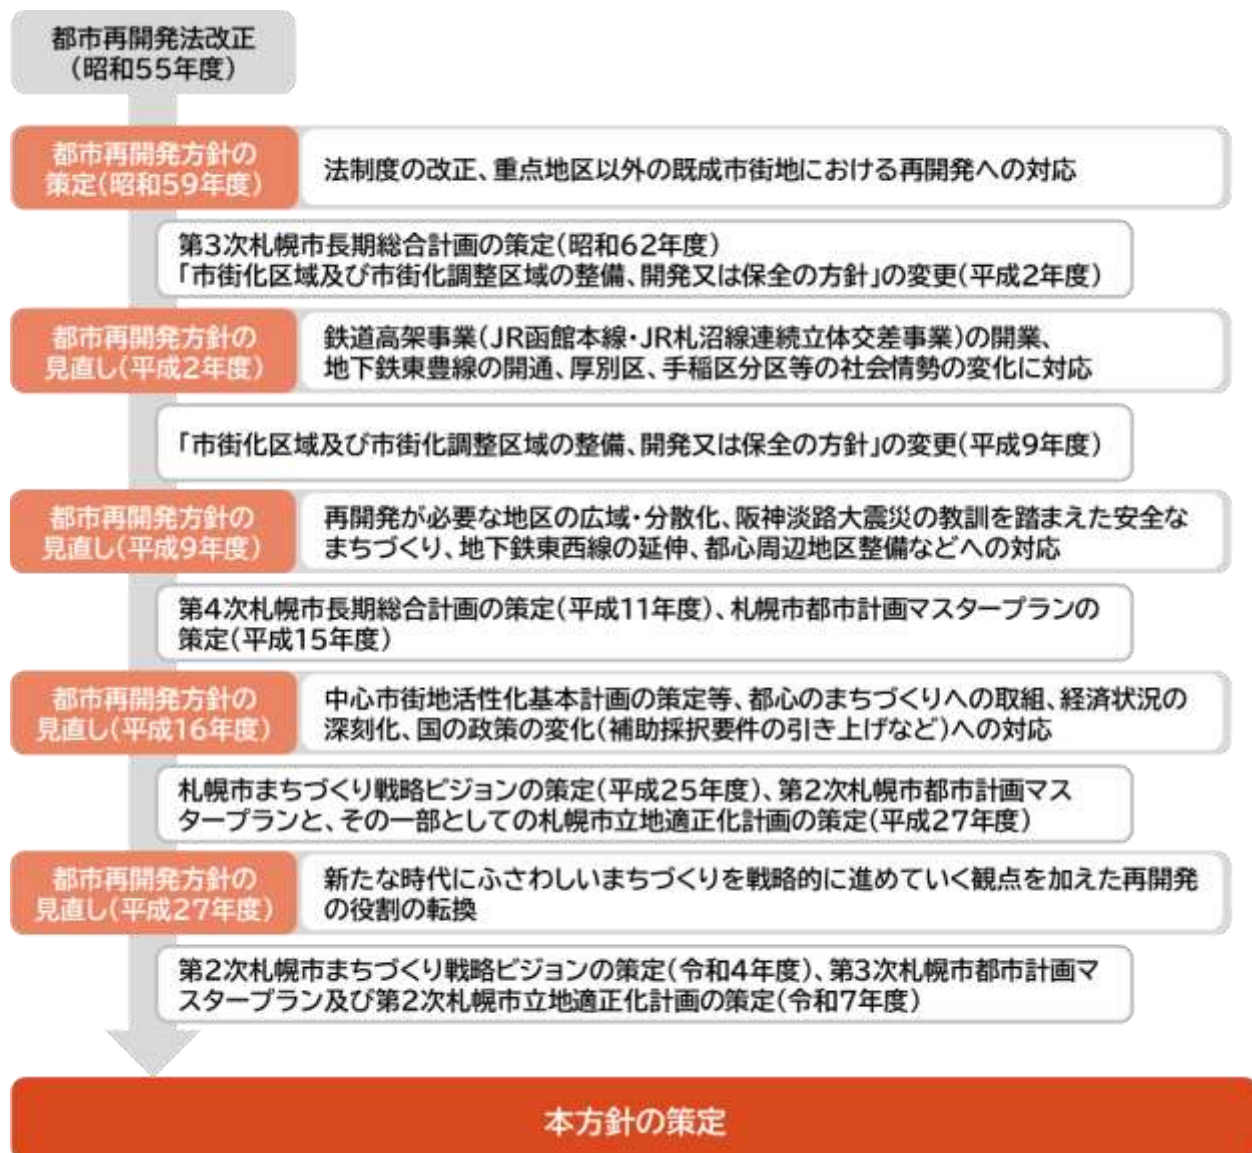 都市再開発法改正
（昭和55年度）
都市再開発方針の
策定（昭和59年度）
法制度の改正、重点地区以外の既成市街地における再開発への対応
第3次札幌市長期総合計画の策定（昭和62年度）
「市街化区域及び市街化調整区域の整備、開発又は保全の方針」の変更（平成2年度）
都市再開発方針の
見直し（平成2年度）
鉄道高架事業（JR函館本線・JR札沼線連続立体交差事業）の開業、
地下鉄東豊線の開通、厚別区、手稲区分区等の社会情勢の変化に対応
「市街化区域及び市街化調整区域の整備、開発又は保全の方針」の変更（平成9年度）
都市再開発方針の
見直し（平成9年度）
再開発が必要な地区の広域・分散化、阪神淡路大震災の教訓を踏まえた安全な
まちづくり、地下鉄東西線の延伸、都心周辺地区整備などへの対応
第4次札幌市長期総合計画の策定（平成11年度）、札幌市都市計画マスタープランの
策定（平成15年度）
都市再開発方針の
見直し（平成16年度）
中心市街地活性化基本計画の策定等、都心のまちづくりへの取組、経済状況の
深刻化、国の政策の変化（補助採択要件の引き上げなど）への対応
札幌市まちづくり戦略ビジョンの策定（平成25年度）、第2次札幌市都市計画マス
タープランと、その一部としての札幌市立地適正化計画の策定（平成27年度）
都市再開発方針の
見直し（平成27年度）
新たな時代にふさわしいまちづくりを戦略的に進めていく観点を加えた再開発
の役割の転換
第2次札幌市まちづくり戦略ビジョンの策定（令和4年度）、第3次札幌市都市計画マ
スタープラン及び第2次札幌市立地適正化計画の策定（令和7年度）
本方針の策定